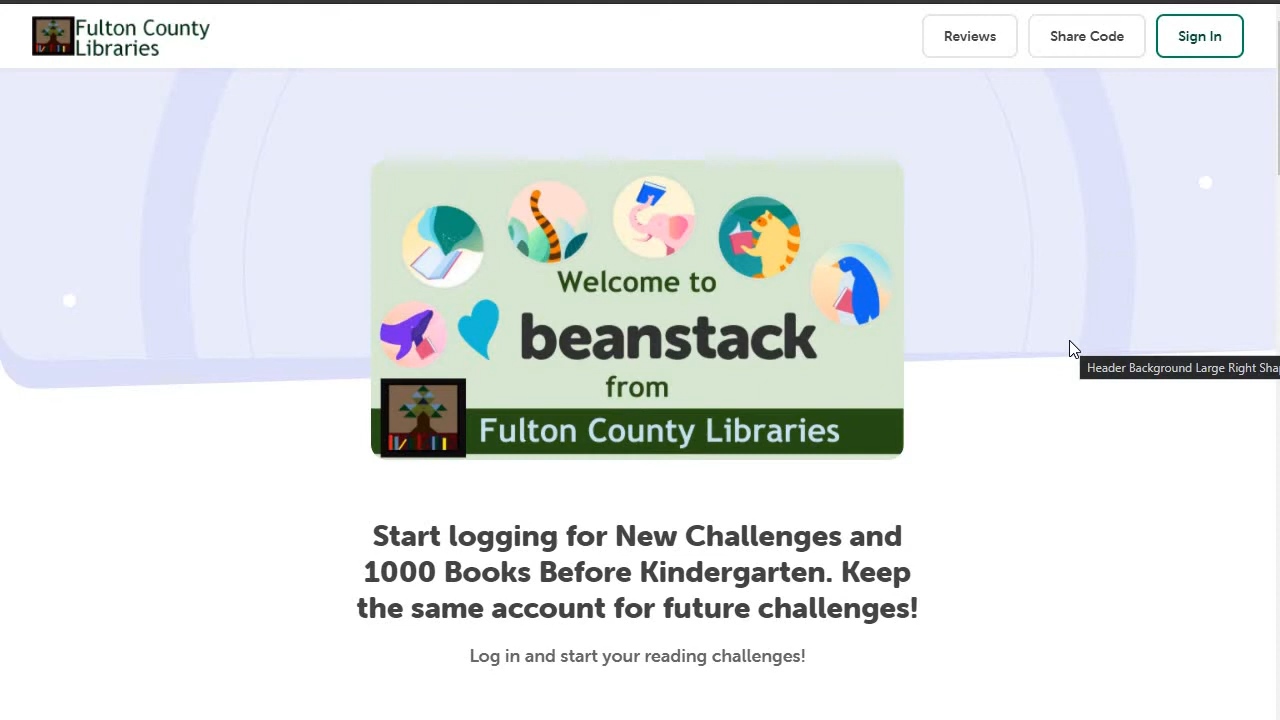 Fulton County
Libraries
Reviews
Share Code
Sign In
Welcome to
beanstack
from
Fulton County Libraries
Header Background Large Right Sha
Start logging for New Challenges and
1000 Books Before Kindergarten. Keep
the same account for future challenges!
Log in and start your reading challenges!